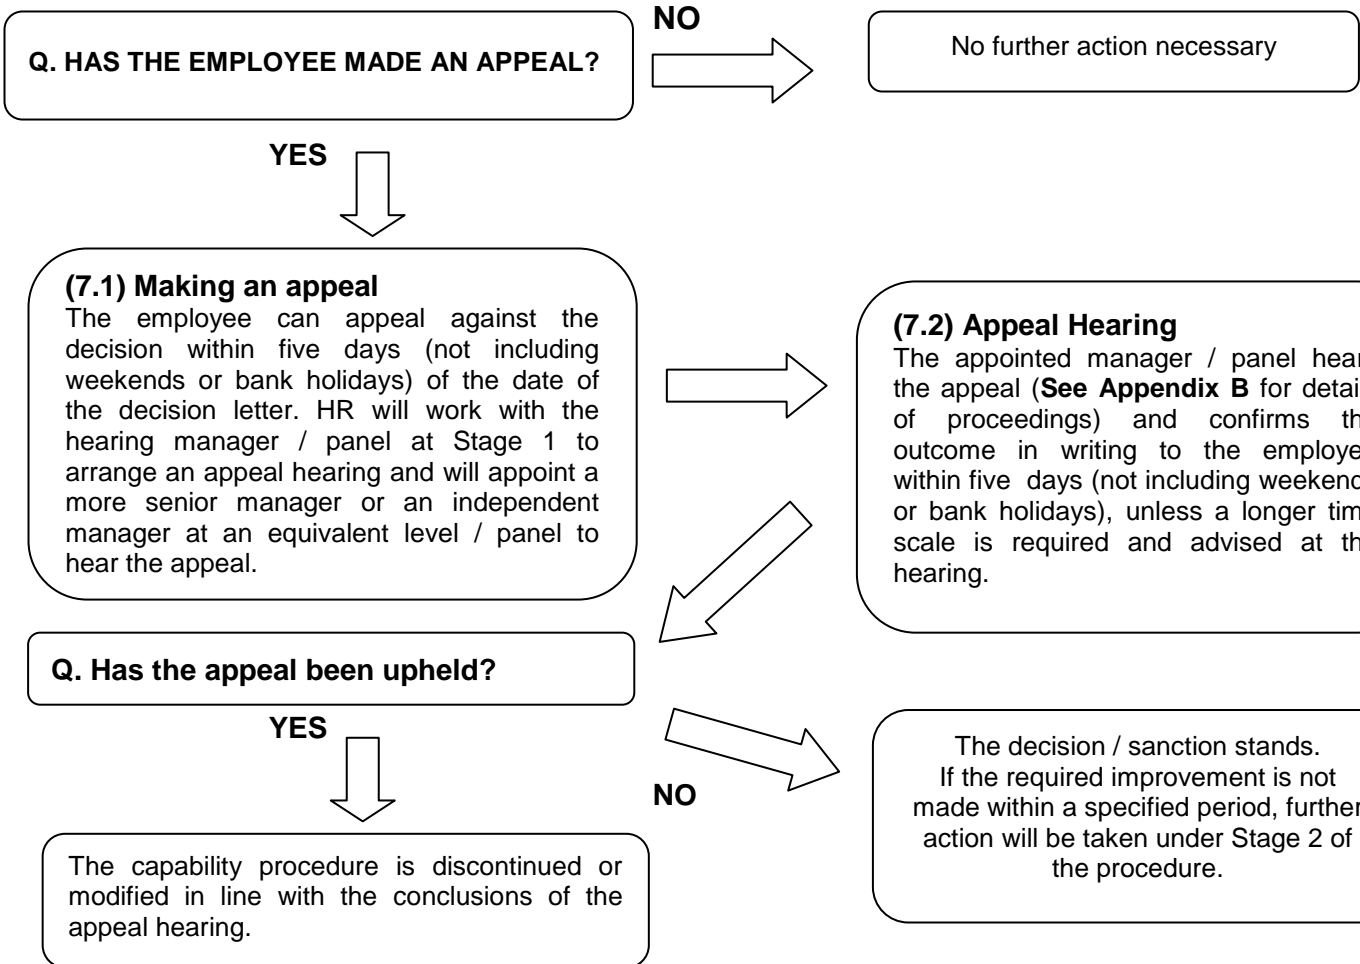 NO
Q. HAS THE EMPLOYEE MADE AN APPEAL?
No further action necessary
YES
(7.1) Making an appeal
The employee can appeal against the
decision within five days (not including
weekends or bank holidays) of the date of
the decision letter. HR will work with the
hearing manager / panel at Stage 1 to
arrange an appeal hearing and will appoint a
more senior manager or an independent
manager at an equivalent level / panel to
hear the appeal.
(7.2) Appeal Hearing
The appointed manager / panel hear
the appeal (See Appendix B for detai
of proceedings) and confirms th
outcome in writing to the employe
within five days (not including weekend
or bank holidays), unless a longer tim
scale is required and advised at th
hearing.
Q. Has the appeal been upheld?
YES
NO
The decision / sanction stands.
If the required improvement is not
made within a specified period, further
action will be taken under Stage 2 of
the procedure.
The capability procedure is discontinued or
modified in line with the conclusions of the
appeal hearing.